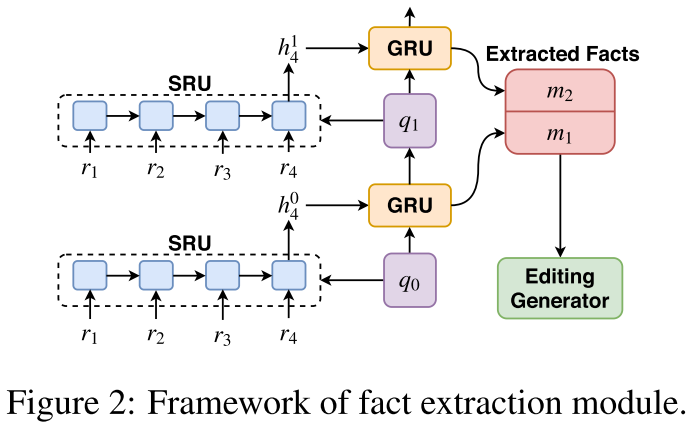 h_4^1
GRU
Extracted Facts
SRU
m_2
q_1
m_1
r_1 r_2 r_3 r_4
h_4^0
GRU
SRU
q_0
Editing
Generator
r_1 r_2 r_3 r_4
Figure 2: Framework of fact extraction module.